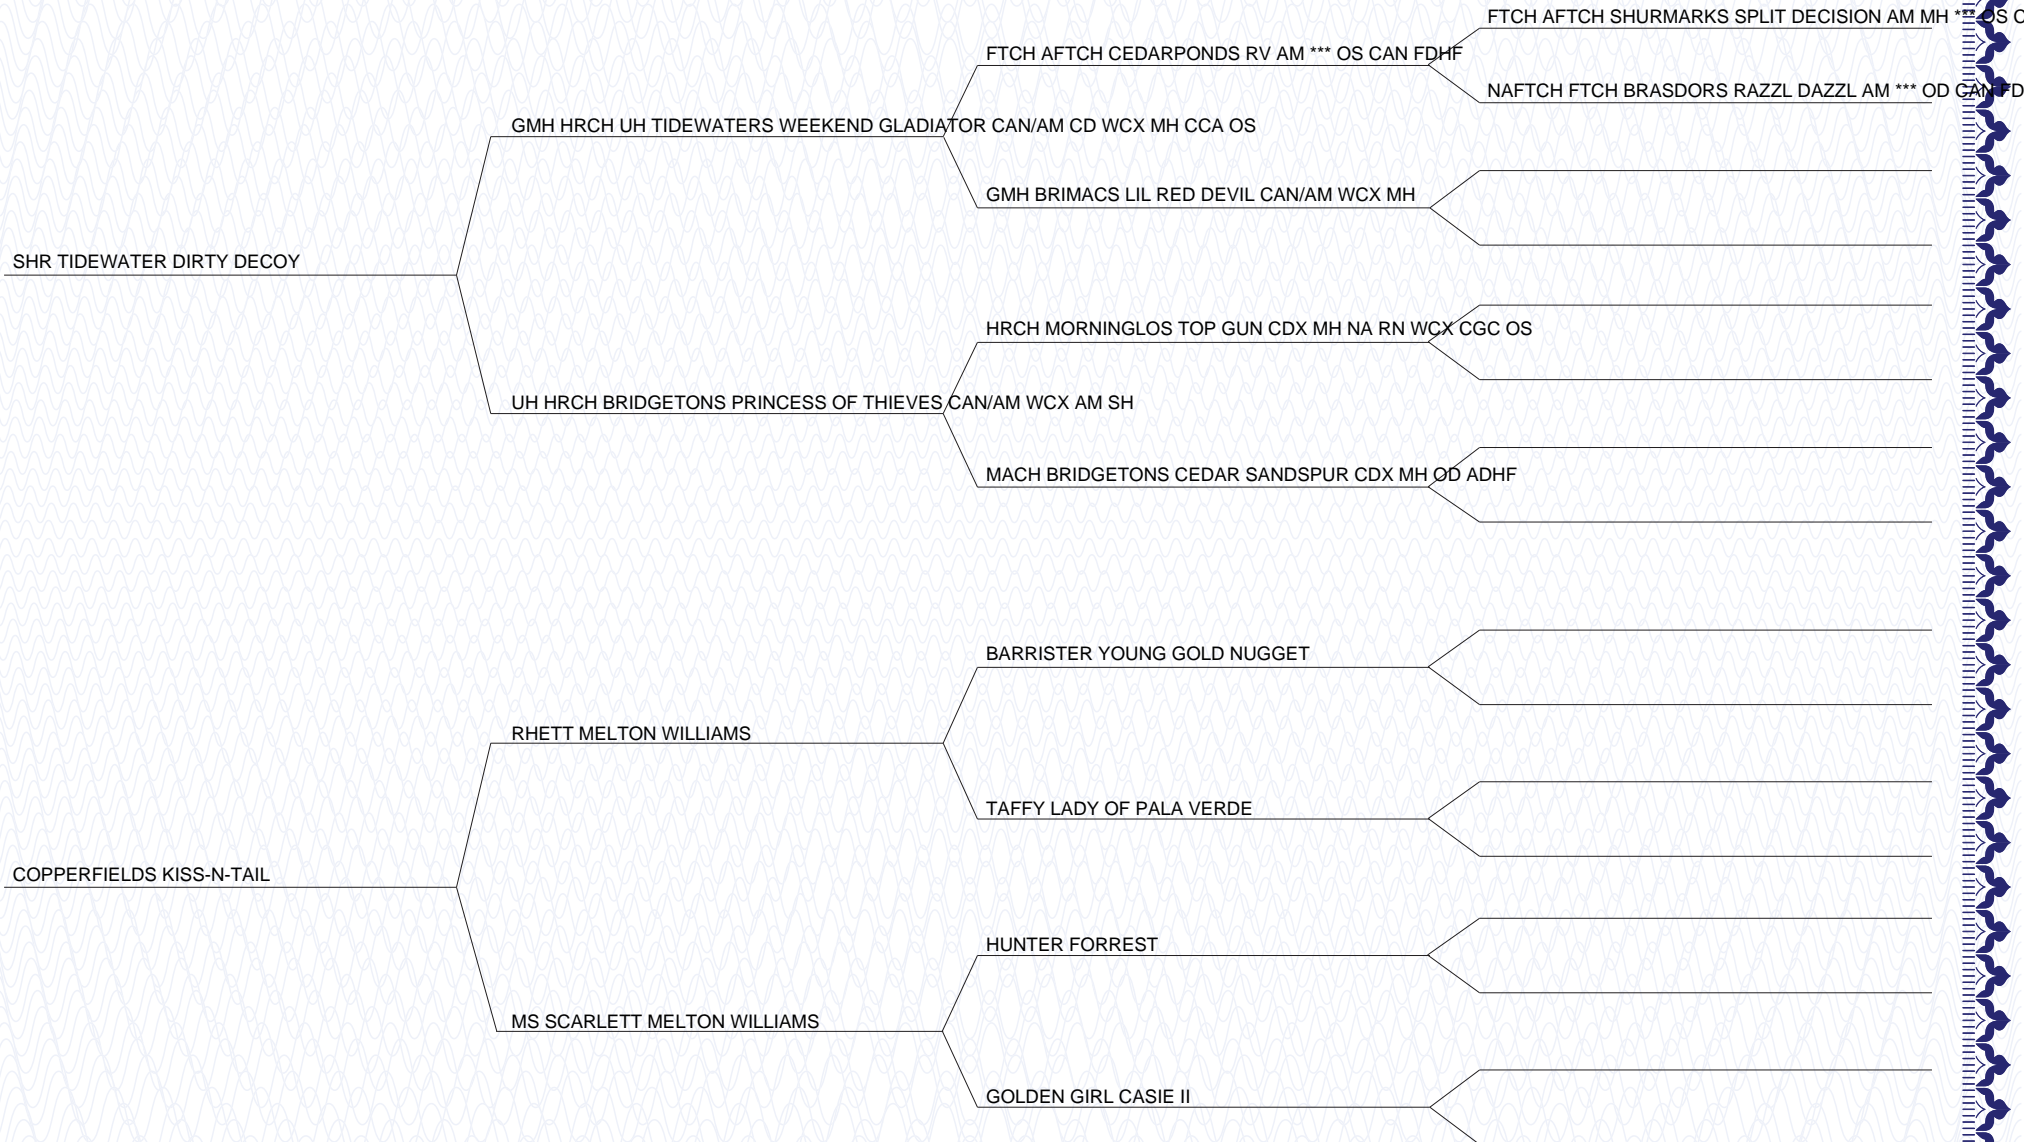 FTCH AFTCH SHURMARKS SPLIT DECISION AM MH *** OS
FTCH AFTCH CEDARPONDS RV AM *** OS CAN FDHF
NAFTCH FTCH BRASDORS RAZZL DAZZL AM *** OD CAN
GMH HRCH UH TIDEWATERS WEEKEND GLADIATOR CAN/AM CD WCX MH CCA OS
GMH BRIMACS LIL RED DEVIL CAN/AM WCX MH
SHR TIDEWATER DIRTY DECOY
HRCH MORNINGLOS TOP GUN CDX MH NA RN WCX CGC OS
UH HRCH BRIDGETONS PRINCESS OF THIEVES CAN/AM WCX AM SH
MACH BRIDGETONS CEDAR SANDSPUR CDX MH OD ADHF
BARRISTER YOUNG GOLD NUGGET
RHETT MELTON WILLIAMS
TAFFY LADY OF PALA VERDE
COPPERFIELDS KISS-N-TAIL
HUNTER FORREST
MS SCARLETT MELTON WILLIAMS
GOLDEN GIRL CASIE II